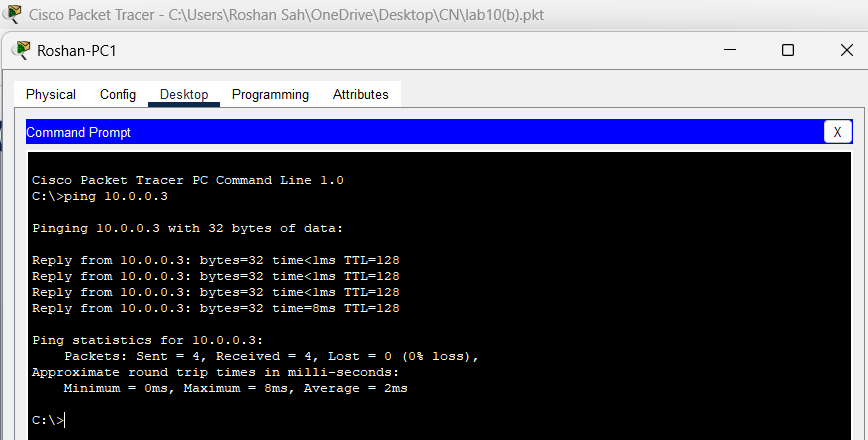 Cisco Packet Tracer - C:\Users\Roshan Sah\OneDrive\Desktop\CN\lab10(b).pkt
Roshan-PC1
Physical Config Desktop Programming Attributes
Command Prompt X
Cisco Packet Tracer PC Command Line 1.0
C:\>ping 10.0.0.3
Pinging 10.0.0.3 with 32 bytes of data:
Reply from 10.0.0.3: bytes=32 time<1ms TTL=128
Reply from 10.0.0.3: bytes=32 time<1ms TTL=128
Reply from 10.0.0.3: bytes=32 time<1ms TTL=128
Reply from 10.0.0.3: bytes=32 time=8ms TTL=128
Ping statistics for 10.0.0.3:
Packets: Sent = 4, Received = 4, Lost = 0 (0% loss),
Approximate round trip times in milli-seconds:
Minimum = 0ms, Maximum = 8ms, Average = 2ms
C:\>